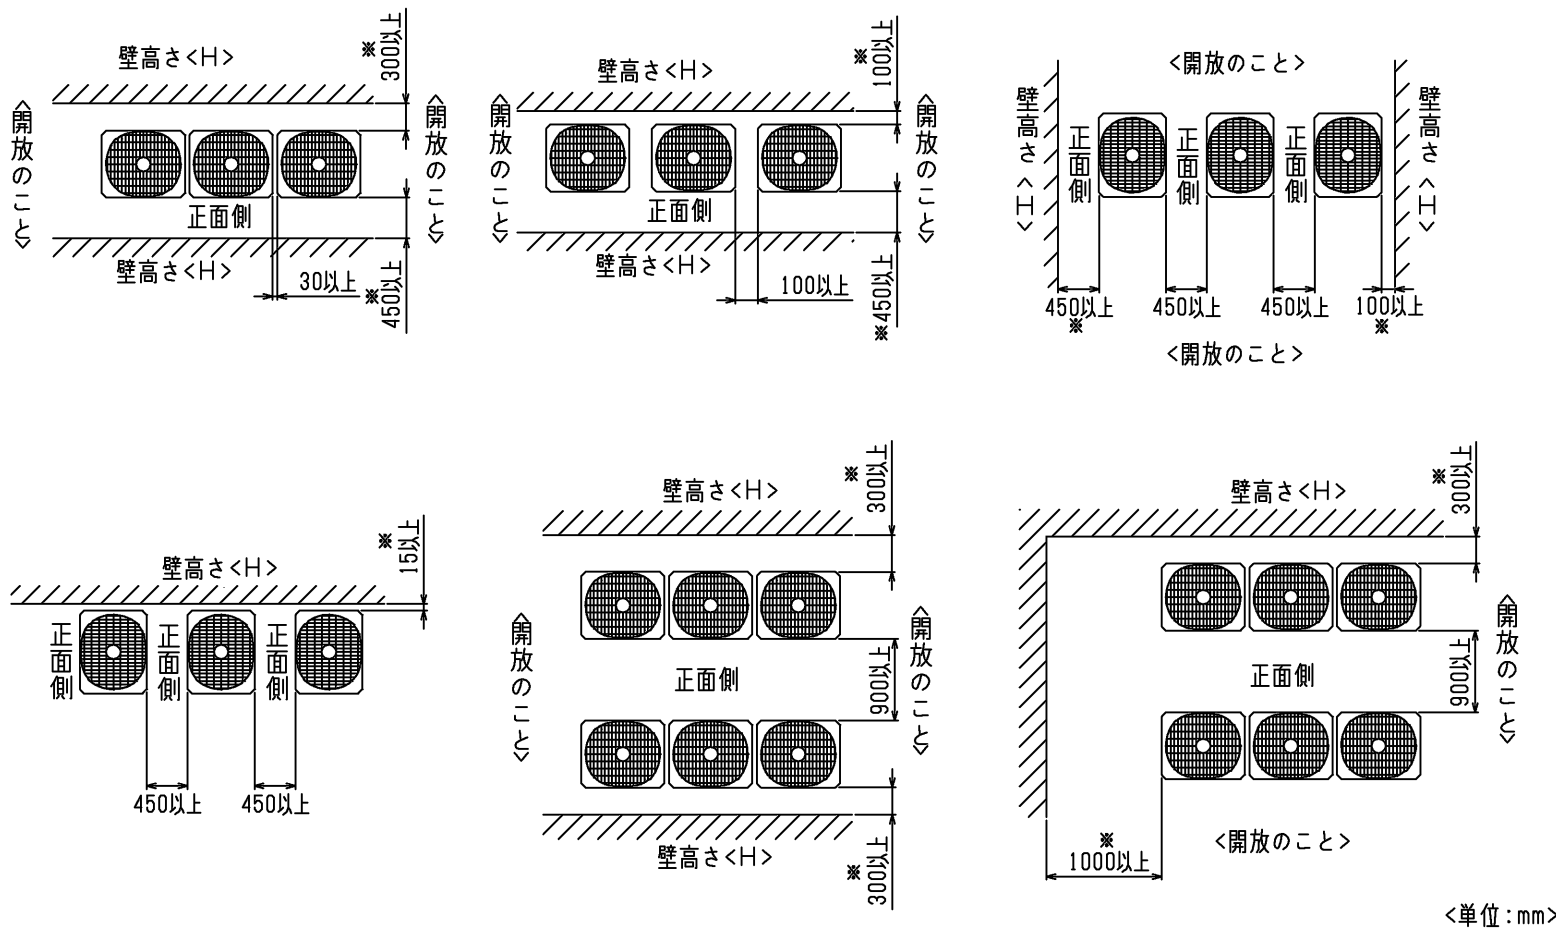 壁高さ<H>
※
300以上
<開放のこと>
<開放のこと>
正面側
壁高さ<H>
30以上
※
450以上
壁高さ<H>
※
100以上
<開放のこと>
<開放のこと>
正面側
壁高さ<H>
100以上
※450以上
<開放のこと>
壁高さ<H>
正面側
正面側
正面側
壁高さ<H>
450以上
※
450以上
450以上
100以上
※
<開放のこと>
壁高さ<H>
※
15以上
正面側
正面側
正面側
450以上
450以上
壁高さ<H>
※
300以上
<開放のこと>
正面側
900以上
<開放のこと>
壁高さ<H>
※
300以上
壁高さ<H>
※
300以上
正面側
900以上
<開放のこと>
※
1000以上
<開放のこと>
<単位:mm>